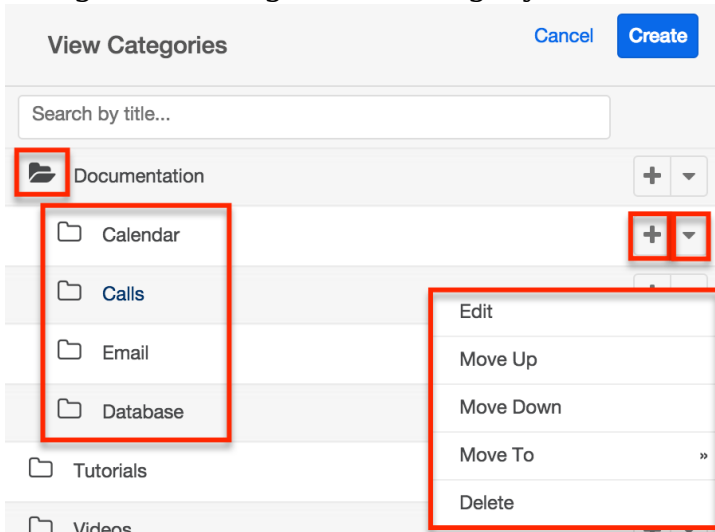 View Categories
Cancel
Create
Search by title...
Documentation
Calendar
Calls
Edit
Email
Move Up
Database
Move Down
Move To »
Tutorials
Delete
Videos